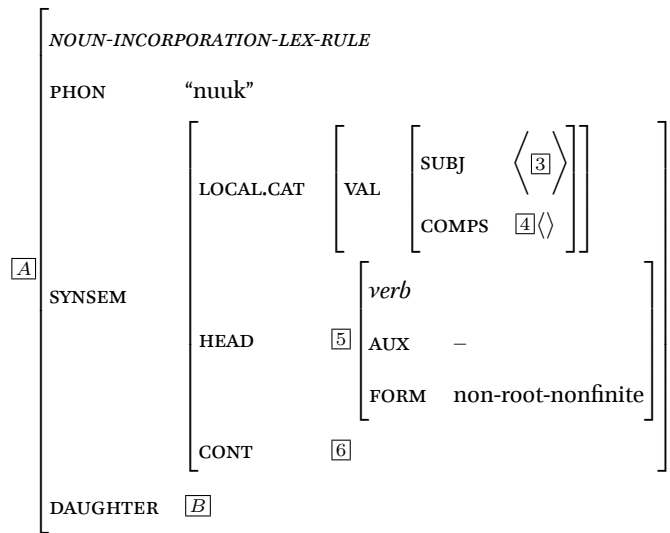 NOUN-INCORPORATION-LEX-RULE
PHON “nuuk”
SUBJ ⟨ 3 ⟩
LOCAL.CAT VAL
COMPS 4 ⟨⟩
A
SYNSEM verb
HEAD 5 AUX –
FORM non-root-nonfinite
CONT 6
DAUGHTER B